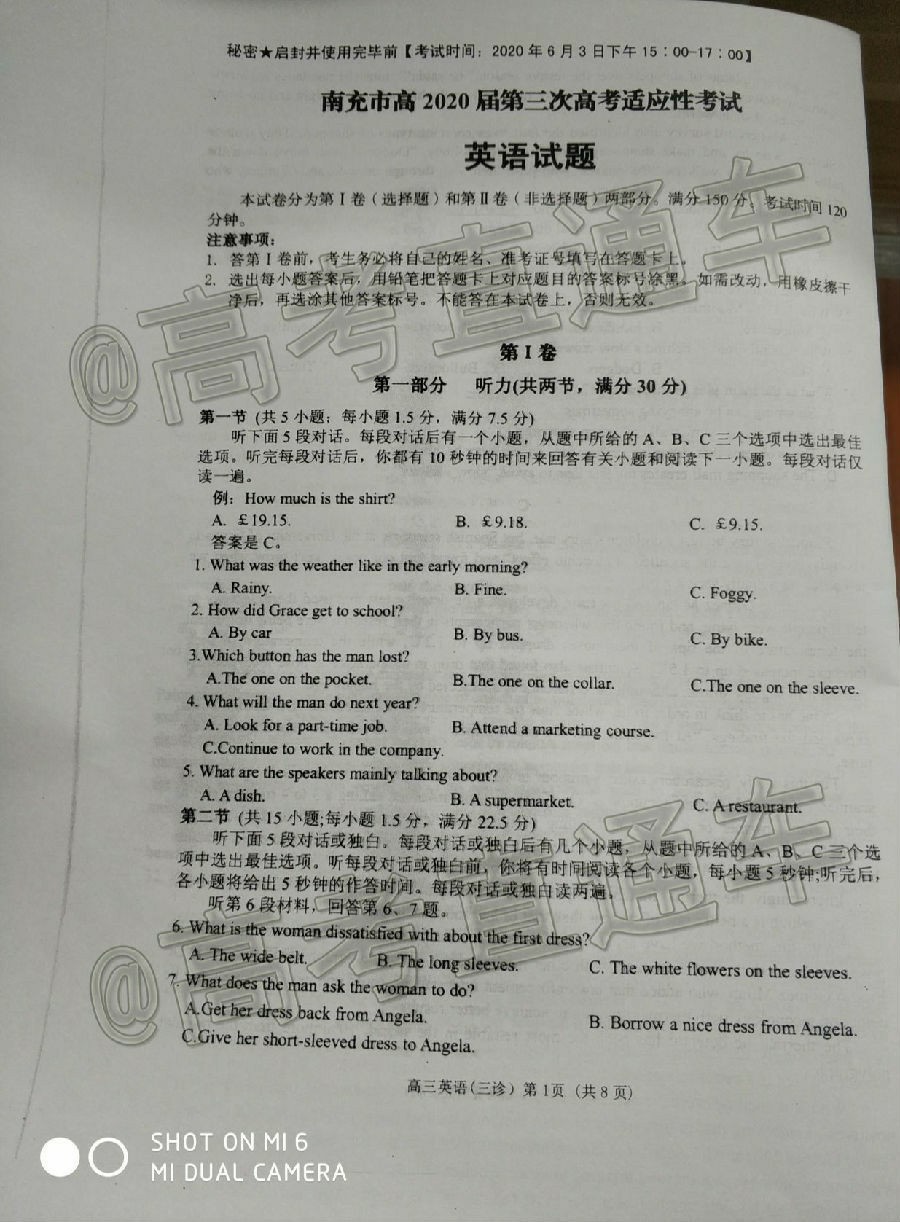 秘密★启封并使用完毕前【考试时间：2020年6月3日下午15：00-17：00】
南充市高2020届第三次高考适应性考试
英语试题
本试卷分为第Ⅰ卷（选择题）和第Ⅱ卷（非选择题）两部分。满分150分，考试时间120
分钟。
注意事项：
1. 答第Ⅰ卷前，考生务必将自己的姓名、准考证号填写在答题卡上。
2. 选出每小题答案后，用铅笔把答题卡上对应题目的答案标号涂黑。如需改动，用橡皮擦干
净后，再选涂其他答案标号。不能答在本试卷上，否则无效。
@高考直通车
第Ⅰ卷
第一部分 听力(共两节，满分30分)
第一节 (共5小题；每小题1.5分，满分7.5分)
听下面5段对话。每段对话后有一个小题，从题中所给的A、B、C三个选项中选出最佳
选项。听完每段对话后，你都有10秒钟的时间来回答有关小题和阅读下一小题。每段对话仅
读一遍。
例：How much is the shirt?
A. ￡19.15. B. ￡9.18. C. ￡9.15.
答案是C。
1. What was the weather like in the early morning?
A. Rainy. B. Fine. C. Foggy.
2. How did Grace get to school?
A. By car B. By bus. C. By bike.
3.Which button has the man lost?
A.The one on the pocket. B.The one on the collar. C.The one on the sleeve.
4. What will the man do next year?
A. Look for a part-time job. B. Attend a marketing course.
C.Continue to work in the company.
5. What are the speakers mainly talking about?
A. A dish. B. A supermarket. C. A restaurant.
第二节 (共15小题;每小题1.5分，满分22.5分)
听下面5段对话或独白。每段对话或独白后有几个小题，从题中所给的A、B、C三个选
项中选出最佳选项。听每段对话或独白前，你将有时间阅读各个小题，每小题5秒钟;听完后，
各小题将给出5秒钟的作答时间。每段对话或独白读两遍。
听第6段材料，回答第6、7题。
6. What is the woman dissatisfied with about the first dress?
A. The wide belt. B. The long sleeves. C. The white flowers on the sleeves.
7. What does the man ask the woman to do?
A.Get her dress back from Angela. B. Borrow a nice dress from Angela.
C.Give her short-sleeved dress to Angela.
@高考直通车
高三英语(三诊) 第1页（共8页)
SHOT ON MI 6
MI DUAL CAMERA